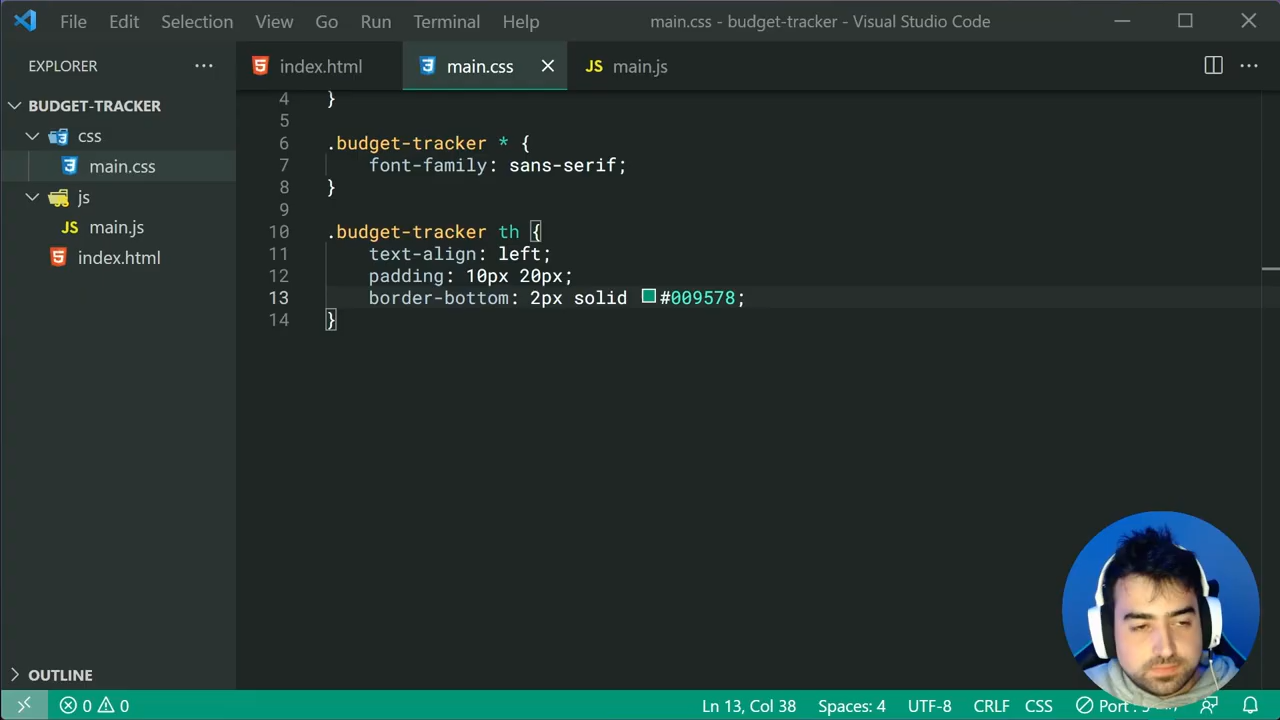 File Edit Selection View Go Run Terminal Help main.css - budget-tracker - Visual Studio Code
EXPLORER ···
index.html main.css JS main.js
BUDGET-TRACKER
css
main.css
js
JS main.js
index.html
4 }
5
6 .budget-tracker * {
7 font-family: sans-serif;
8 }
9
10 .budget-tracker th {
11 text-align: left;
12 padding: 10px 20px;
13 border-bottom: 2px solid #009578;
14 }
OUTLINE
0 0 Ln 13, Col 38 Spaces: 4 UTF-8 CRLF CSS Port :